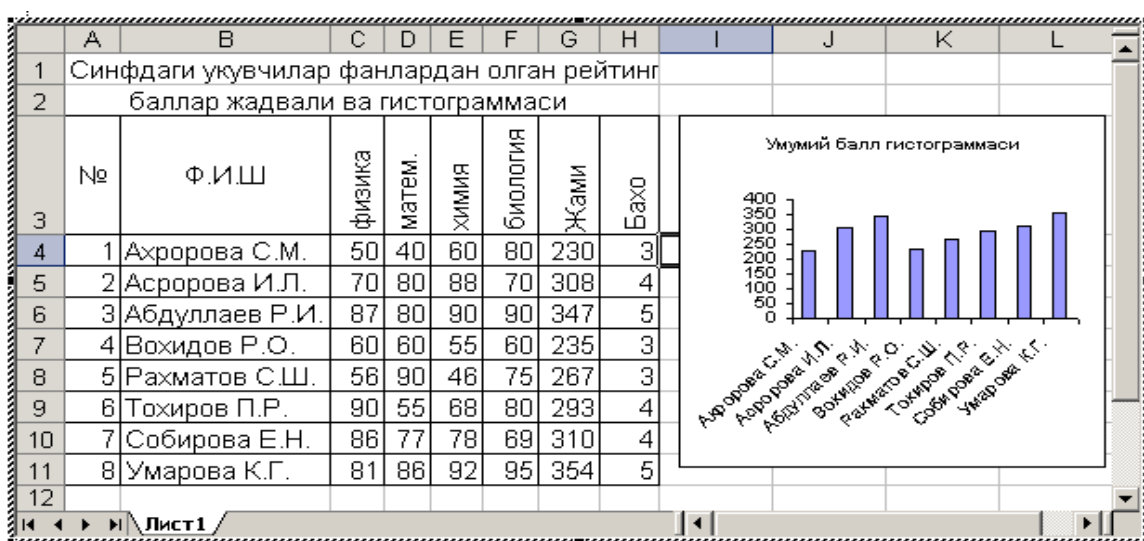 A B C D E F G H I J K L
1 Синфдаги укувчилар фанлардан олган рейтинг
2 баллар жадвали ва гистограммаси
3 № Ф.И.Ш физика матем. химия биология Жами Бахо
4 1 Ахророва С.М. 50 40 60 80 230 3
5 2 Асророва И.Л. 70 80 88 70 308 4
6 3 Абдуллаев Р.И. 87 80 90 90 347 5
7 4 Вохидов Р.О. 60 60 55 60 235 3
8 5 Рахматов С.Ш. 56 90 46 75 267 3
9 6 Тохиров П.Р. 90 55 68 80 293 4
10 7 Собирова Е.Н. 86 77 78 69 310 4
11 8 Умарова К.Г. 81 86 92 95 354 5
12
Умумий балл гистограммаси
400
350
300
250
200
150
100
50
0
Ахророва С.М.
Асророва И.Л.
Абдуллаев Р.И.
Вохидов Р.О.
Рахматов С.Ш.
Тохиров П.Р.
Собирова Е.Н.
Умарова К.Г.
Лист1